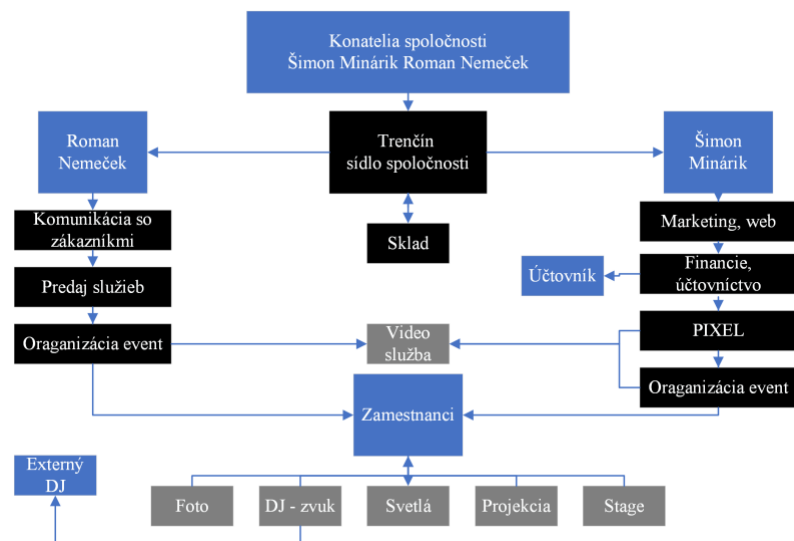 Konatelia spoločnosti
Šimon Minárik Roman Nemeček
Roman
Nemeček
Trenčín
sídlo spoločnosti
Šimon
Minárik
Komunikácia so
zákazníkmi
Sklad
Marketing, web
Predaj služieb
Účtovník
Financie,
účtovníctvo
Oraganizácia event
Video
služba
PIXEL
Oraganizácia event
Zamestnanci
Externý
DJ
Foto
DJ - zvuk
Svetlá
Projekcia
Stage